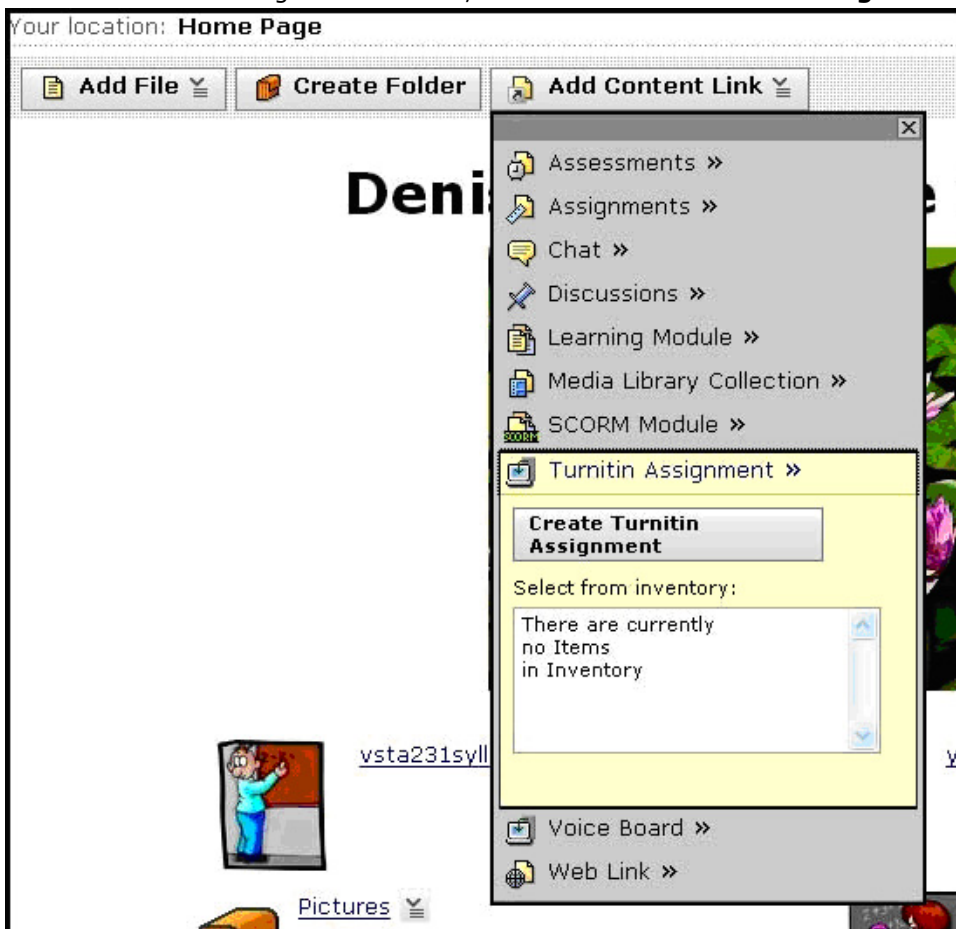 Your location: Home Page
Add File Create Folder Add Content Link
Deni
e
Assessments »
Assignments »
Chat »
Discussions »
Learning Module »
Media Library Collection »
SCORM Module »
SCORM
Turnitin Assignment »
Create Turnitin
Assignment
Select from inventory:
There are currently
no Items
in Inventory
vsta231syll
y
Voice Board »
Web Link »
Pictures